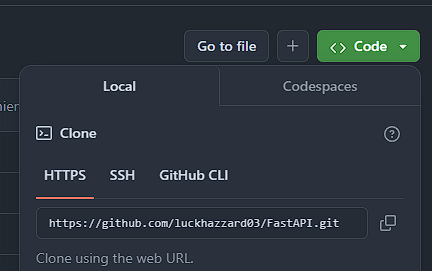 Go to file
+
<> Code
Local
Codespaces
nier
Clone
?
HTTPS
SSH
GitHub CLI
https://github.com/luckhazzard03/FastAPI.git
Clone using the web URL.